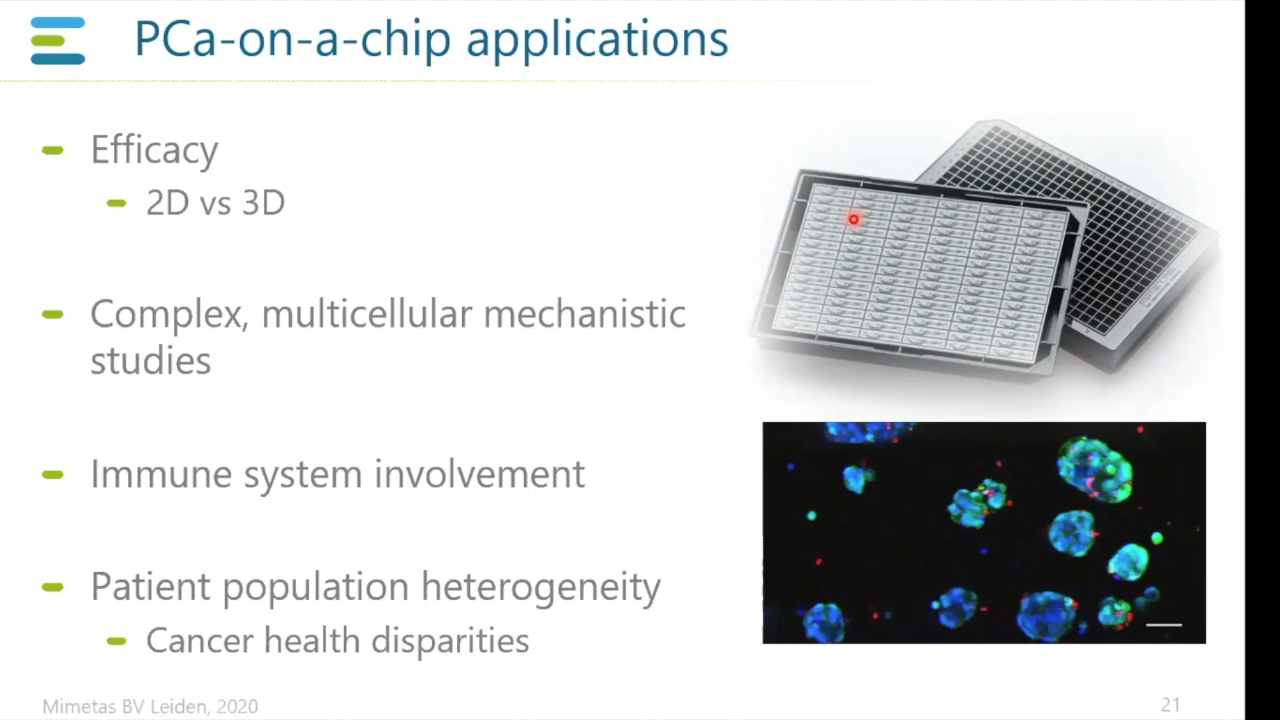 PCa-on-a-chip applications
Efficacy
2D vs 3D
Complex, multicellular mechanistic
studies
Immune system involvement
Patient population heterogeneity
Cancer health disparities
Mimetas BV Leiden, 2020
21